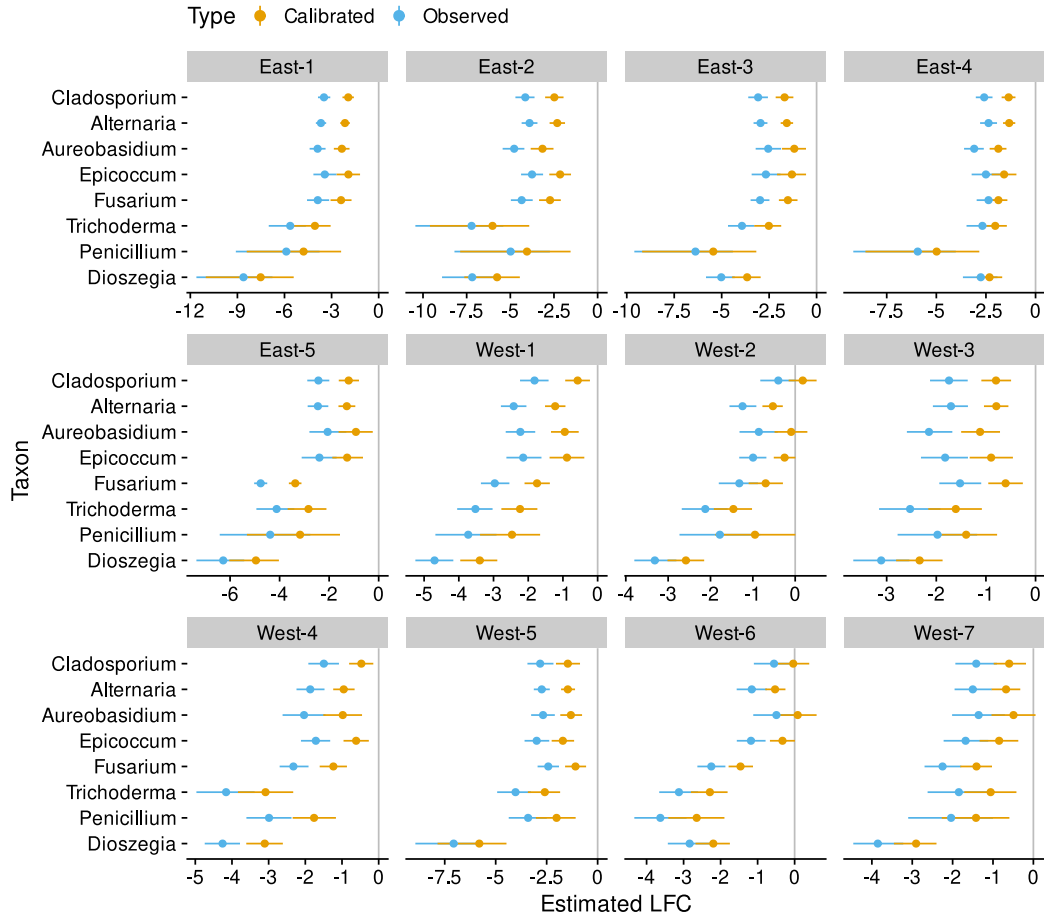 Type Calibrated Observed
East-1 East-2 East-3 East-4
Cladosporium
Alternaria
Aureobasidium
Epicoccum
Fusarium
Trichoderma
Penicillium
Dioszegia
-12 -9 -6 -3 0 -10 -7.5 -5 -2.5 0 -10 -7.5 -5 -2.5 0 -7.5 -5 -2.5 0
East-5 West-1 West-2 West-3
Cladosporium
Alternaria
Aureobasidium
Epicoccum
Fusarium
Trichoderma
Penicillium
Dioszegia
-6 -4 -2 0 -5 -4 -3 -2 -1 0 -4 -3 -2 -1 0 -3 -2 -1 0
Taxon
West-4 West-5 West-6 West-7
Cladosporium
Alternaria
Aureobasidium
Epicoccum
Fusarium
Trichoderma
Penicillium
Dioszegia
-5 -4 -3 -2 -1 0 -7.5 -5 -2.5 0 -4 -3 -2 -1 0 -4 -3 -2 -1 0
Estimated LFC